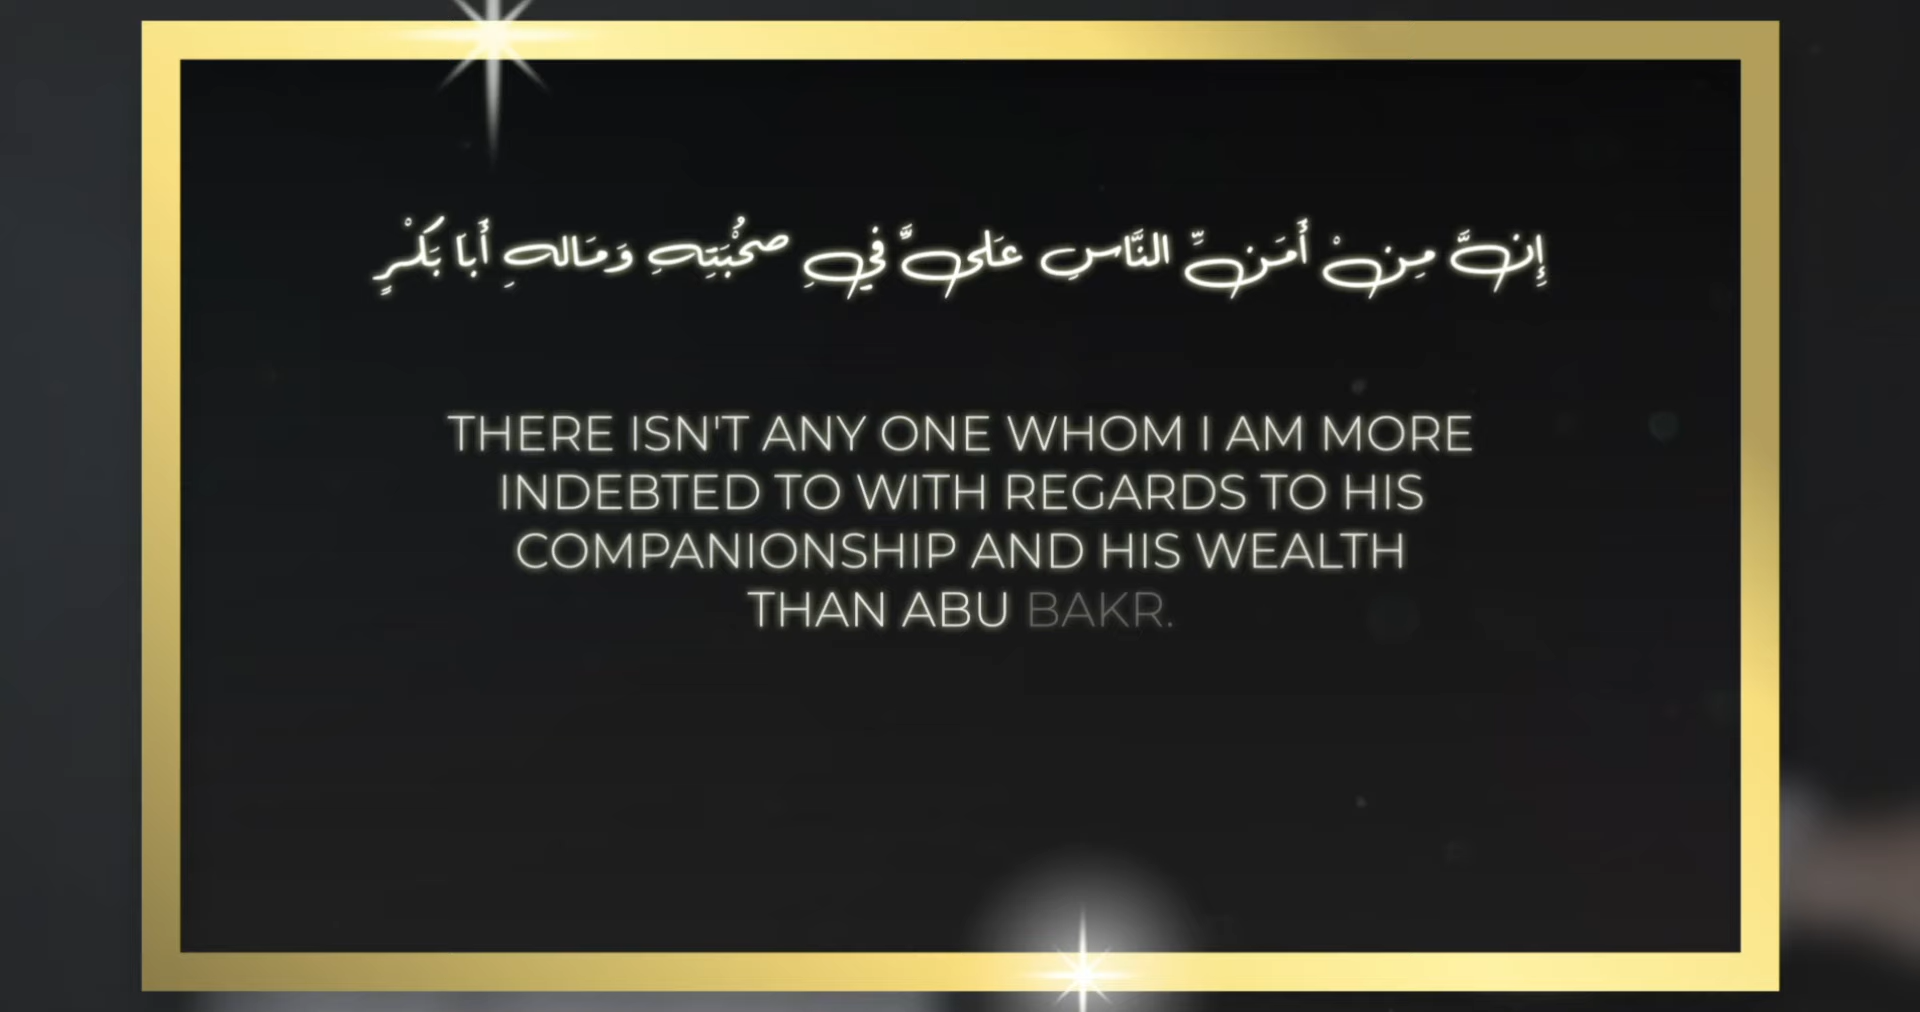 إِنَّ مِنْ أَمَنِّ النَّاسِ عَلَىَّ فِي صُحْبَتِهِ وَمَالهِ أَبَا بَكْرٍ
THERE ISN'T ANY ONE WHOM I AM MORE
INDEBTED TO WITH REGARDS TO HIS
COMPANIONSHIP AND HIS WEALTH
THAN ABU BAKR.